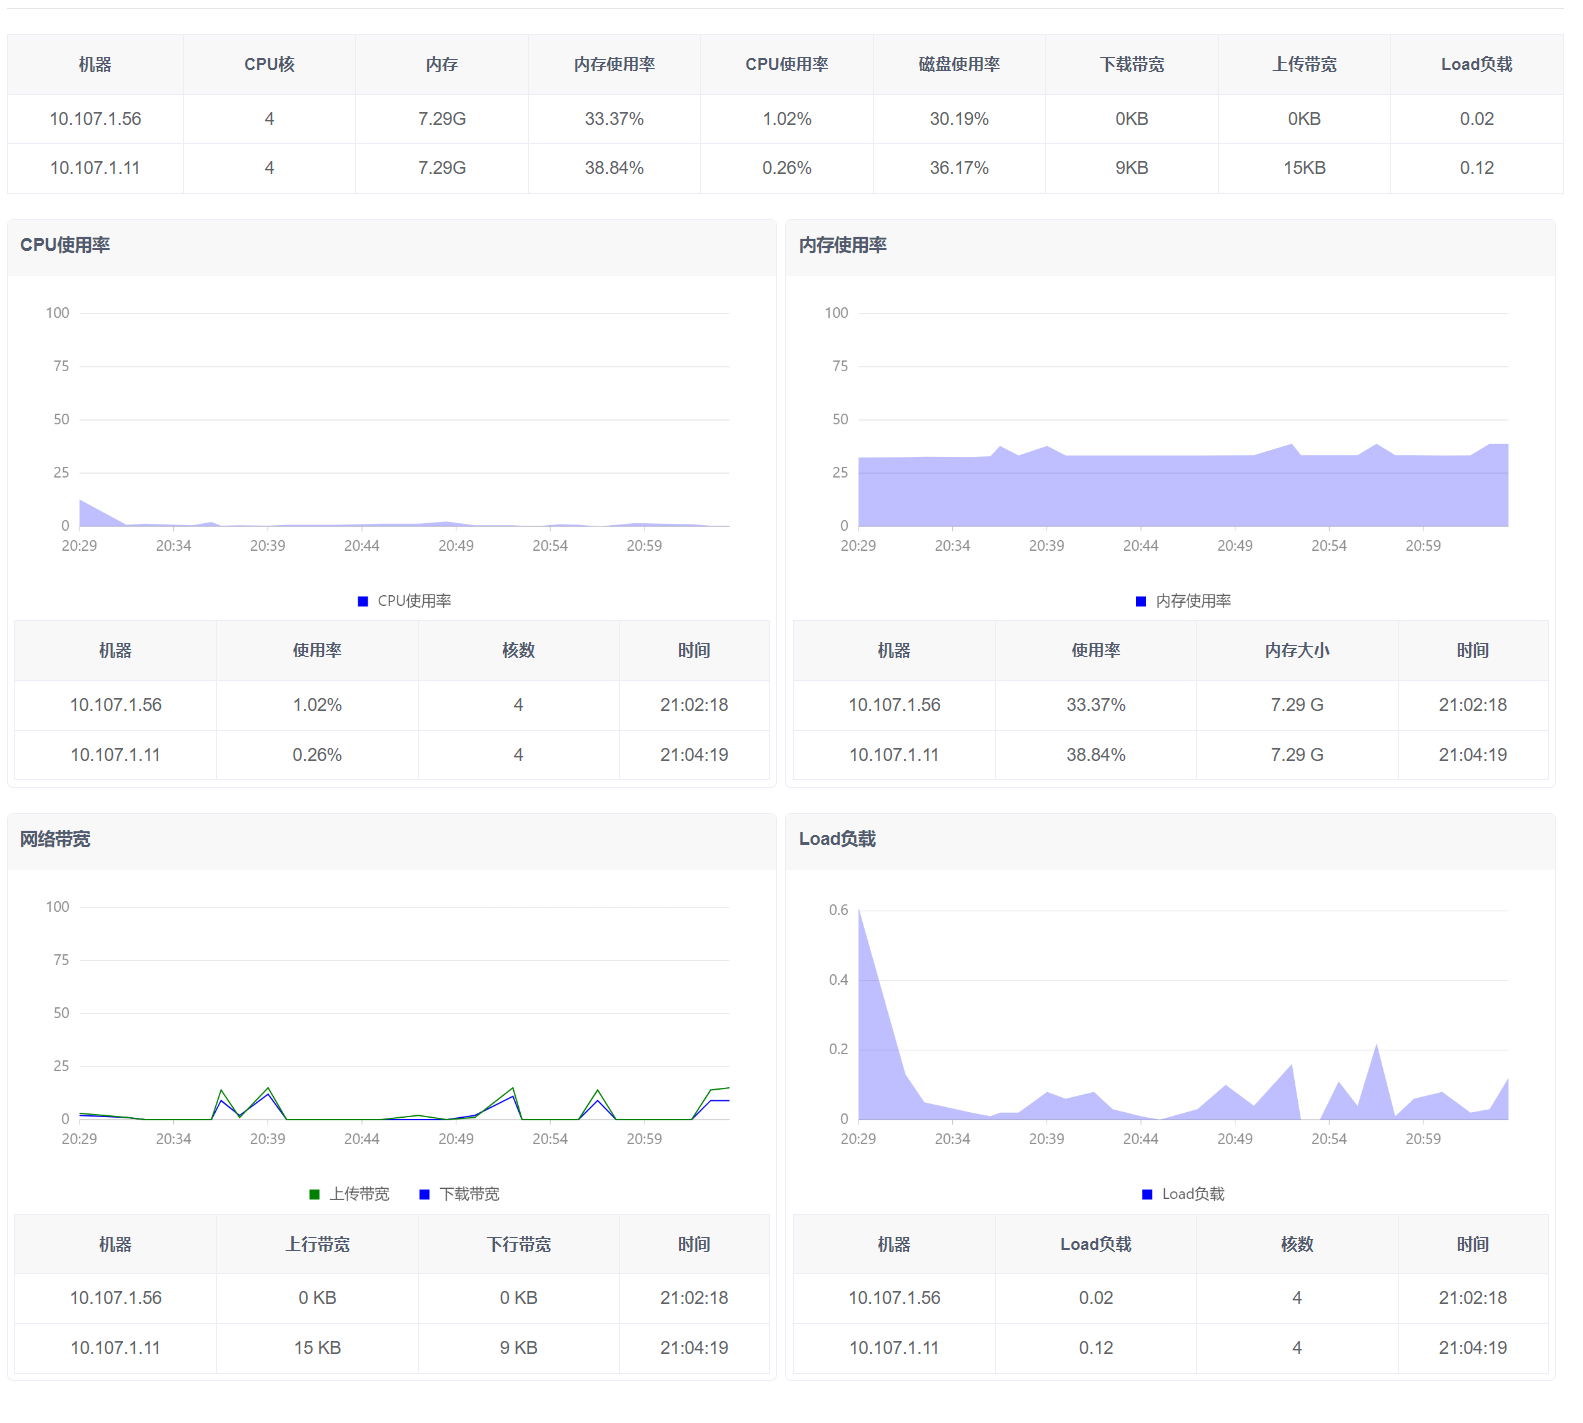 机器 CPU核 内存 内存使用率 CPU使用率 磁盘使用率 下载带宽 上传带宽 Load负载
10.107.1.56 4 7.29G 33.37% 1.02% 30.19% 0KB 0KB 0.02
10.107.1.11 4 7.29G 38.84% 0.26% 36.17% 9KB 15KB 0.12
CPU使用率
100
75
50
25
0
20:29 20:34 20:39 20:44 20:49 20:54 20:59
CPU使用率
机器 使用率 核数 时间
10.107.1.56 1.02% 4 21:02:18
10.107.1.11 0.26% 4 21:04:19
内存使用率
100
75
50
25
0
20:29 20:34 20:39 20:44 20:49 20:54 20:59
内存使用率
机器 使用率 内存大小 时间
10.107.1.56 33.37% 7.29 G 21:02:18
10.107.1.11 38.84% 7.29 G 21:04:19
网络带宽
100
75
50
25
0
20:29 20:34 20:39 20:44 20:49 20:54 20:59
上传带宽 下载带宽
机器 上行带宽 下行带宽 时间
10.107.1.56 0 KB 0 KB 21:02:18
10.107.1.11 15 KB 9 KB 21:04:19
Load负载
0.6
0.4
0.2
0
20:29 20:34 20:39 20:44 20:49 20:54 20:59
Load负载
机器 Load负载 核数 时间
10.107.1.56 0.02 4 21:02:18
10.107.1.11 0.12 4 21:04:19